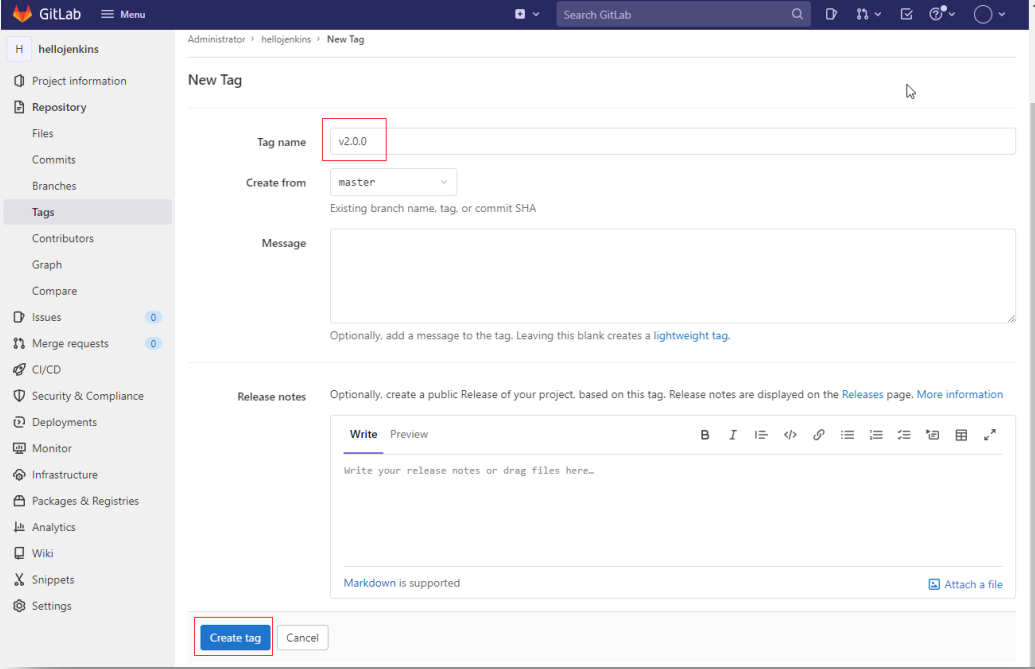 GitLab Menu Search GitLab
H hellojenkins
Project information
Repository
Files
Commits
Branches
Tags
Contributors
Graph
Compare
Issues 0
Merge requests 0
CI/CD
Security & Compliance
Deployments
Monitor
Infrastructure
Packages & Registries
Analytics
Wiki
Snippets
Settings
Administrator > hellojenkins > New Tag
New Tag
Tag name v2.0.0
Create from master
Existing branch name, tag, or commit SHA
Message
Optionally, add a message to the tag. Leaving this blank creates a lightweight tag.
Release notes Optionally, create a public Release of your project, based on this tag. Release notes are displayed on the Releases page. More information
Write Preview
Write your release notes or drag files here…
Markdown is supported Attach a file
Create tag Cancel